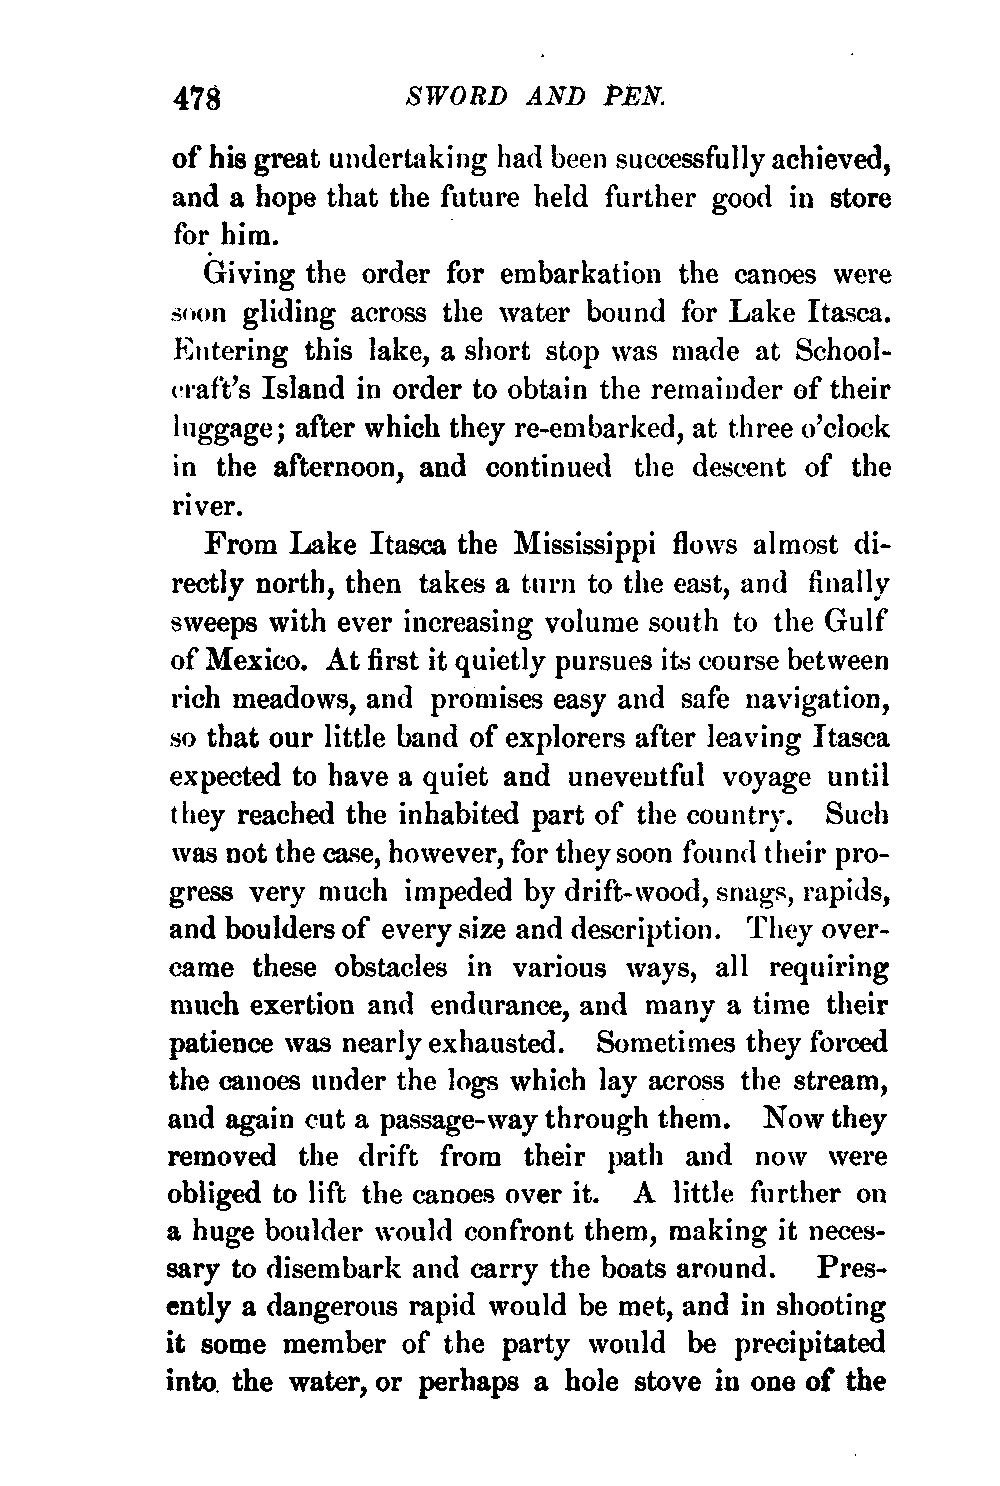 478 SWORD AND PEN.
of his great undertaking had been successfully achieved,
and a hope that the future held further good in store
for him.
Giving the order for embarkation the canoes were
soon gliding across the water bound for Lake Itasca.
Entering this lake, a short stop was made at School-
craft's Island in order to obtain the remainder of their
luggage; after which they re-embarked, at three o'clock
in the afternoon, and continued the descent of the
river.
From Lake Itasca the Mississippi flows almost di-
rectly north, then takes a turn to the east, and finally
sweeps with ever increasing volume south to the Gulf
of Mexico. At first it quietly pursues its course between
rich meadows, and promises easy and safe navigation,
so that our little band of explorers after leaving Itasca
expected to have a quiet and uneventful voyage until
they reached the inhabited part of the country. Such
was not the case, however, for they soon found their pro-
gress very much impeded by drift-wood, snags, rapids,
and boulders of every size and description. They over-
came these obstacles in various ways, all requiring
much exertion and endurance, and many a time their
patience was nearly exhausted. Sometimes they forced
the canoes under the logs which lay across the stream,
and again cut a passage-way through them. Now they
removed the drift from their path and now were
obliged to lift the canoes over it. A little further on
a huge boulder would confront them, making it neces-
sary to disembark and carry the boats around. Pres-
ently a dangerous rapid would be met, and in shooting
it some member of the party would be precipitated
into the water, or perhaps a hole stove in one of the